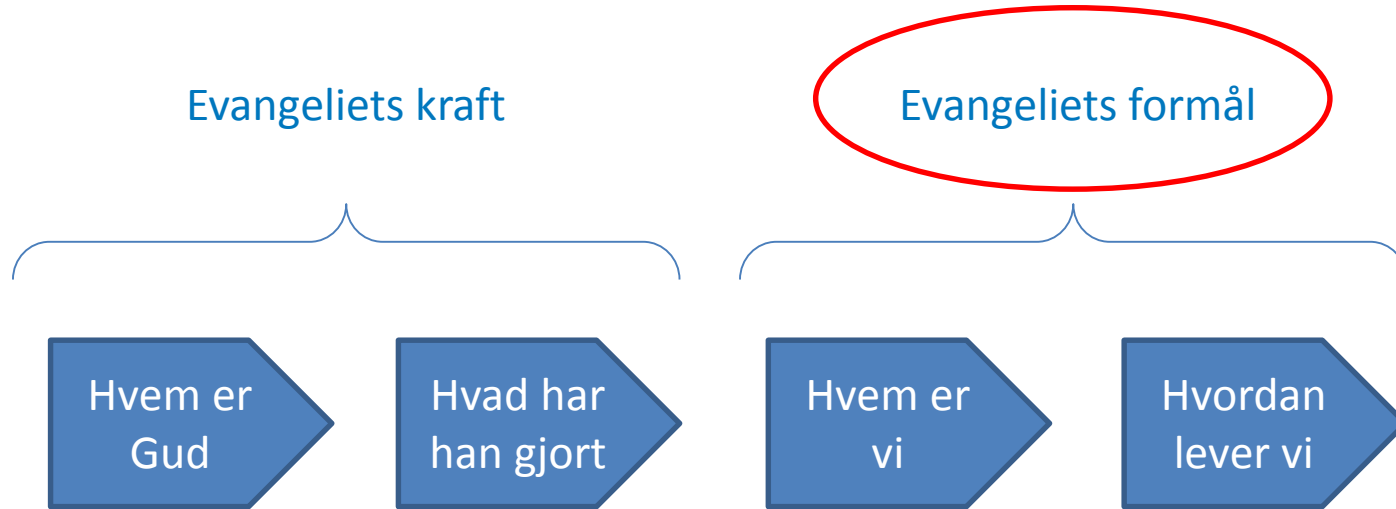 Evangeliets kraft
Evangeliets formål
Hvem er
Gud
Hvad har
han gjort
Hvem er
vi
Hvordan
lever vi